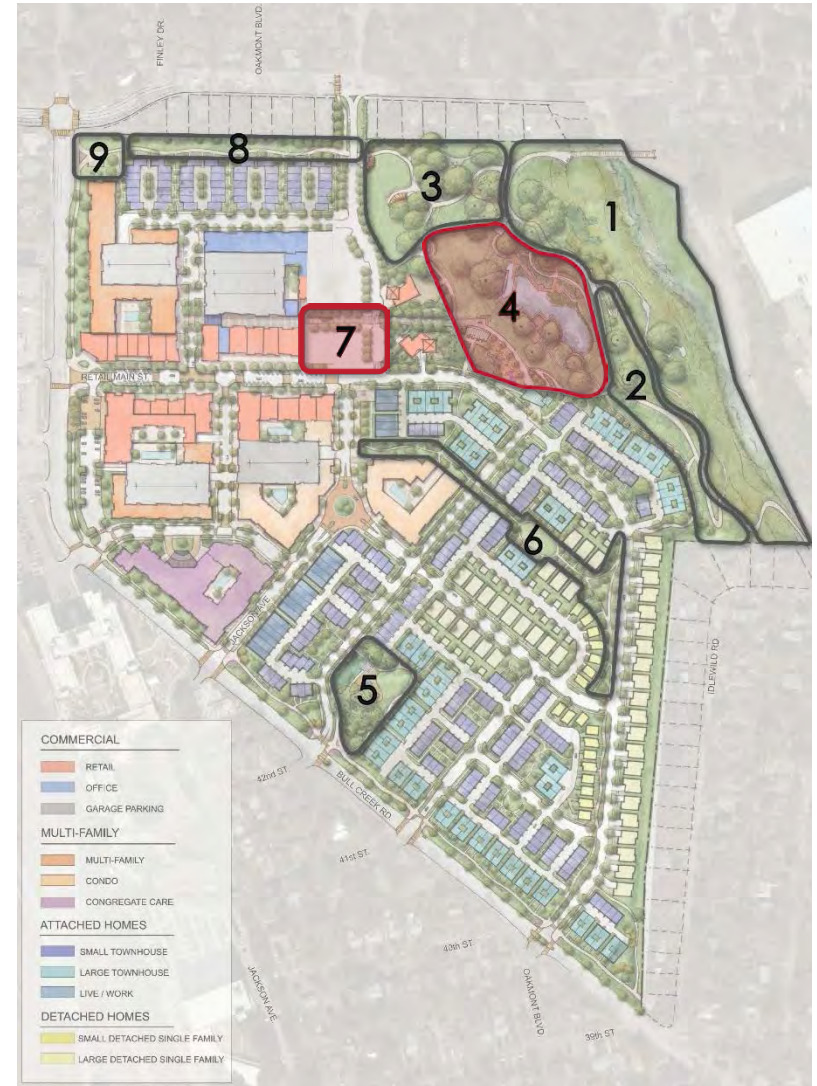 FINLEY DR.
OAKMONT BLVD.
9
8
3
1
4
7
2
RETAIL MAIN ST.
6
5
JACKSON AVE
IDLEWILD RD
42nd ST.
BULL CREEK RD
41st ST.
40th ST.
OAKMONT BLVD
39th ST.
JACKSON AVE
COMMERCIAL
RETAIL
OFFICE
GARAGE PARKING
MULTI-FAMILY
MULTI-FAMILY
CONDO
CONGREGATE CARE
ATTACHED HOMES
SMALL TOWNHOUSE
LARGE TOWNHOUSE
LIVE / WORK
DETACHED HOMES
SMALL DETACHED SINGLE FAMILY
LARGE DETACHED SINGLE FAMILY